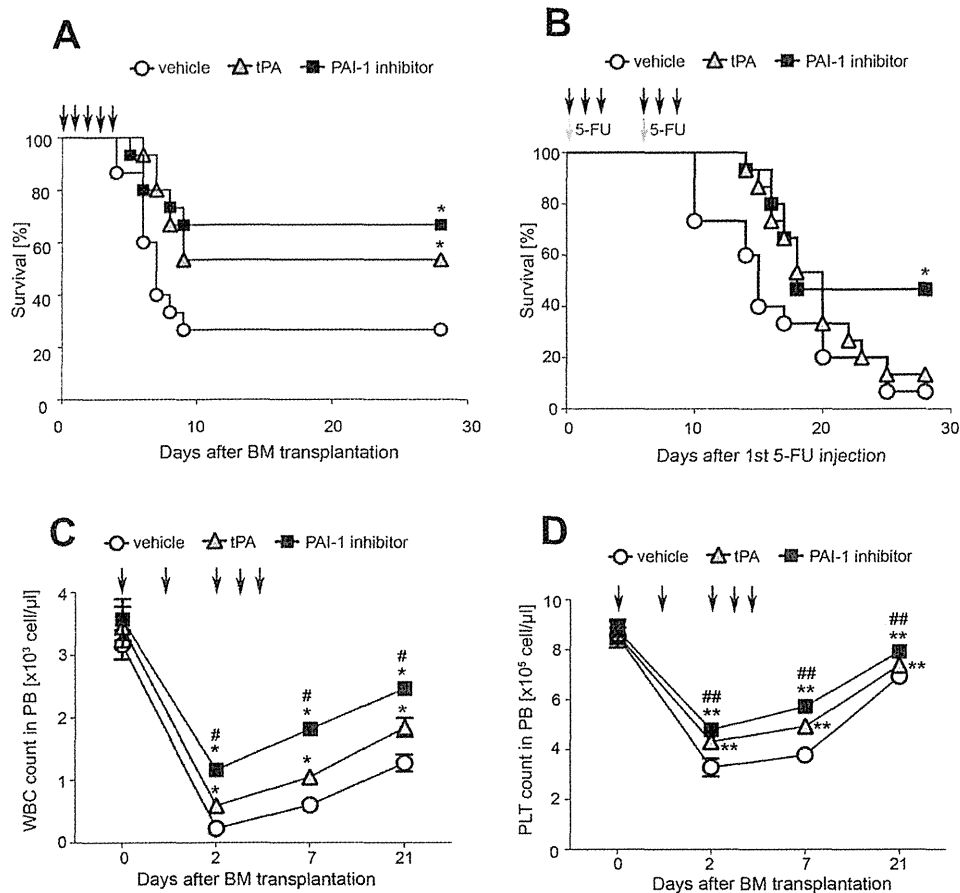 A
vehicle tPA PAI-1 inhibitor
100
80
60
40
20
0
Survival [%]
* 
*
0 10 20 30
Days after BM transplantation
B
vehicle tPA PAI-1 inhibitor
5-FU 5-FU
100
80
60
40
20
0
Survival [%]
*
0 10 20 30
Days after 1st 5-FU injection
C
vehicle tPA PAI-1 inhibitor
4
3
2
1
0
WBC count in PB [x10³ cell/µl]
# # #
* * *
* * *
0 2 7 21
Days after BM transplantation
D
vehicle tPA PAI-1 inhibitor
10
8
6
4
2
0
PLT count in PB [x10⁵ cell/µl]
## ## ##
** ** **
** ** **
0 2 7 21
Days after BM transplantation